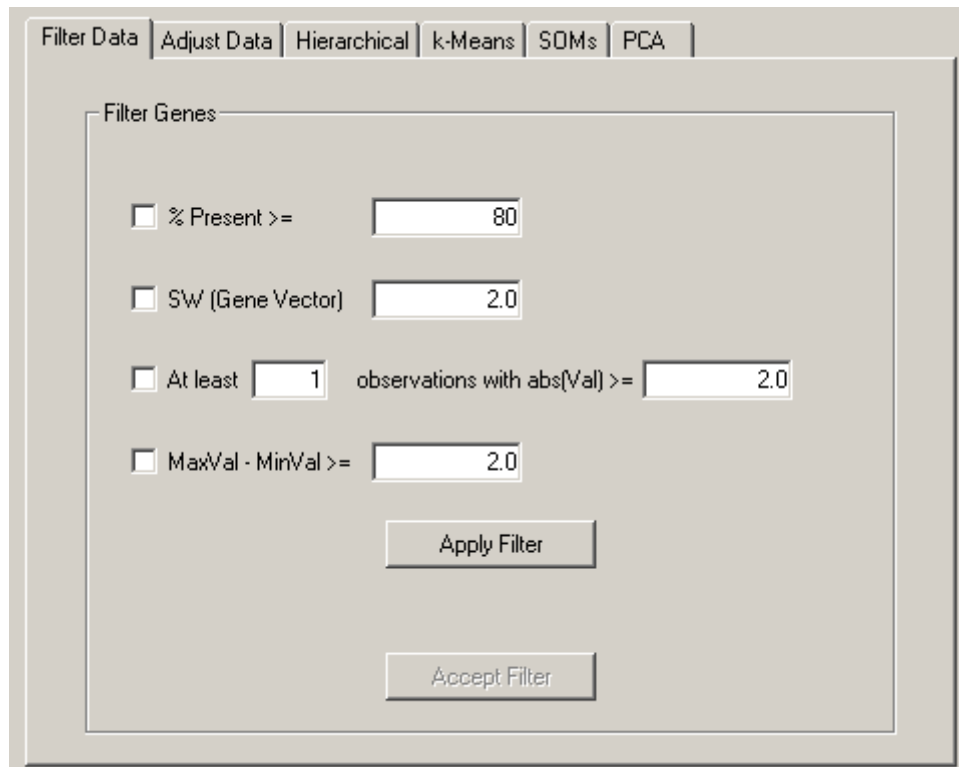 Filter Data Adjust Data Hierarchical k-Means SOMs PCA
Filter Genes
% Present >= 80
SW (Gene Vector) 2.0
At least 1 observations with abs(Val) >= 2.0
MaxVal - MinVal >= 2.0
Apply Filter
Accept Filter